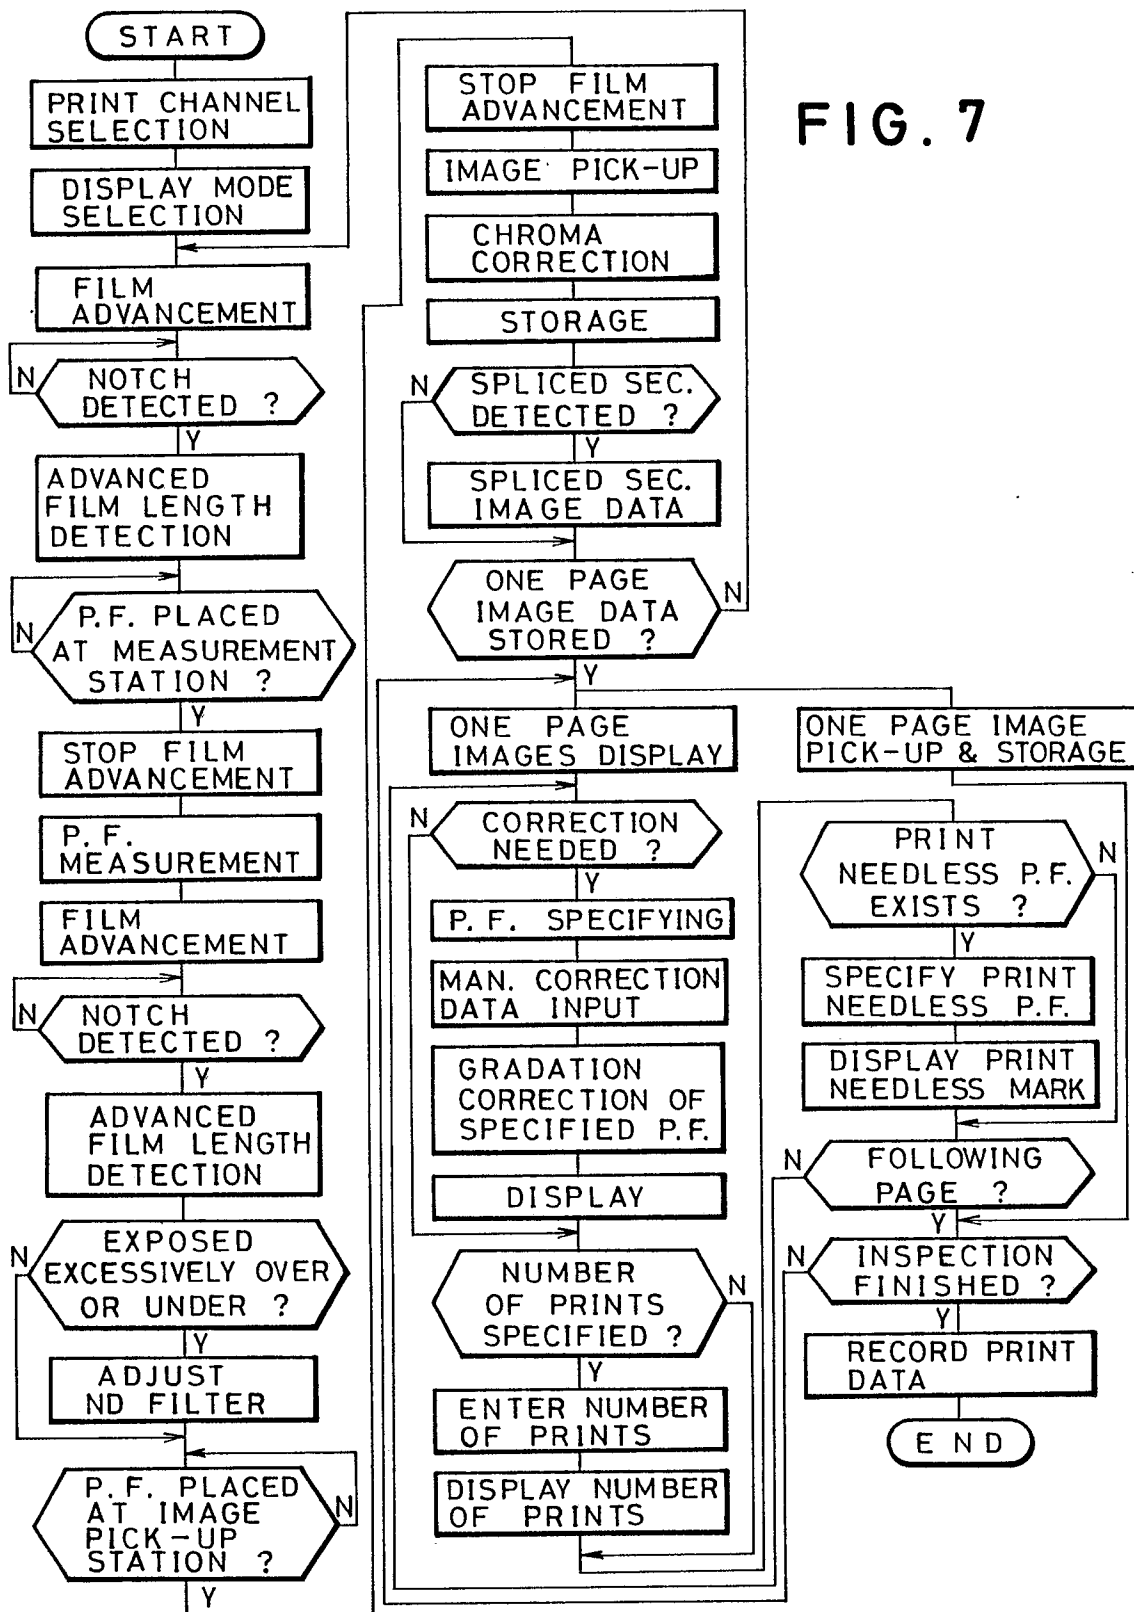 START
PRINT CHANNEL
SELECTION
DISPLAY MODE
SELECTION
FILM
ADVANCEMENT
N
NOTCH
DETECTED ?
Y
ADVANCED
FILM LENGTH
DETECTION
N
P.F. PLACED
AT MEASUREMENT
STATION ?
Y
STOP FILM
ADVANCEMENT
P. F.
MEASUREMENT
FILM
ADVANCEMENT
N
NOTCH
DETECTED ?
Y
ADVANCED
FILM LENGTH
DETECTION
N
EXPOSED
EXCESSIVELY OVER
OR UNDER ?
Y
ADJUST
ND FILTER
P. F. PLACED
AT IMAGE
PICK-UP
STATION ?
N
Y
STOP FILM
ADVANCEMENT
IMAGE PICK-UP
CHROMA
CORRECTION
STORAGE
N
SPLICED SEC.
DETECTED ?
Y
SPLICED SEC.
IMAGE DATA
ONE PAGE
IMAGE DATA
STORED ?
N
Y
ONE PAGE
IMAGES DISPLAY
N
CORRECTION
NEEDED ?
Y
P. F. SPECIFYING
MAN. CORRECTION
DATA INPUT
GRADATION
CORRECTION OF
SPECIFIED P.F.
DISPLAY
NUMBER
OF PRINTS
SPECIFIED ?
N
Y
ENTER NUMBER
OF PRINTS
DISPLAY NUMBER
OF PRINTS
FIG. 7
ONE PAGE IMAGE
PICK-UP & STORAGE
PRINT
NEEDLESS P.F.
EXISTS ?
N
Y
SPECIFY PRINT
NEEDLESS P.F.
DISPLAY PRINT
NEEDLESS MARK
N
FOLLOWING
PAGE ?
Y
N
INSPECTION
FINISHED ?
Y
RECORD PRINT
DATA
END